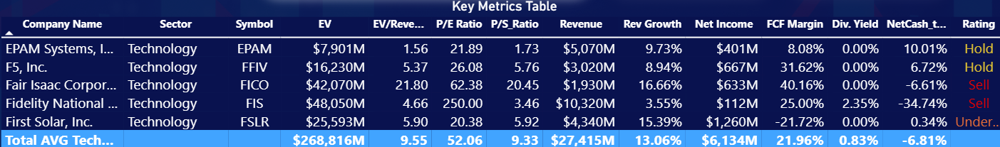 Key Metrics Table
Company Name Sector Symbol EV EV/Reve... P/E Ratio P/S_Ratio Revenue Rev Growth Net Income FCF Margin Div. Yield NetCash_t... Rating
EPAM Systems, I... Technology EPAM $7,901M 1.56 21.89 1.73 $5,070M 9.73% $401M 8.08% 0.00% 10.01% Hold
F5, Inc. Technology FFIV $16,230M 5.37 26.08 5.76 $3,020M 8.94% $667M 31.62% 0.00% 6.72% Hold
Fair Isaac Corpor... Technology FICO $42,070M 21.80 62.38 20.45 $1,930M 16.66% $633M 40.16% 0.00% -6.61% Sell
Fidelity National ... Technology FIS $48,050M 4.66 250.00 3.46 $10,320M 3.55% $112M 25.00% 2.35% -34.74% Sell
First Solar, Inc. Technology FSLR $25,593M 5.90 20.38 5.92 $4,340M 15.39% $1,260M -21.72% 0.00% 0.34% Under..
Total AVG Tech... $268,816M 9.55 52.06 9.33 $27,415M 13.06% $6,134M 21.96% 0.83% -6.81%